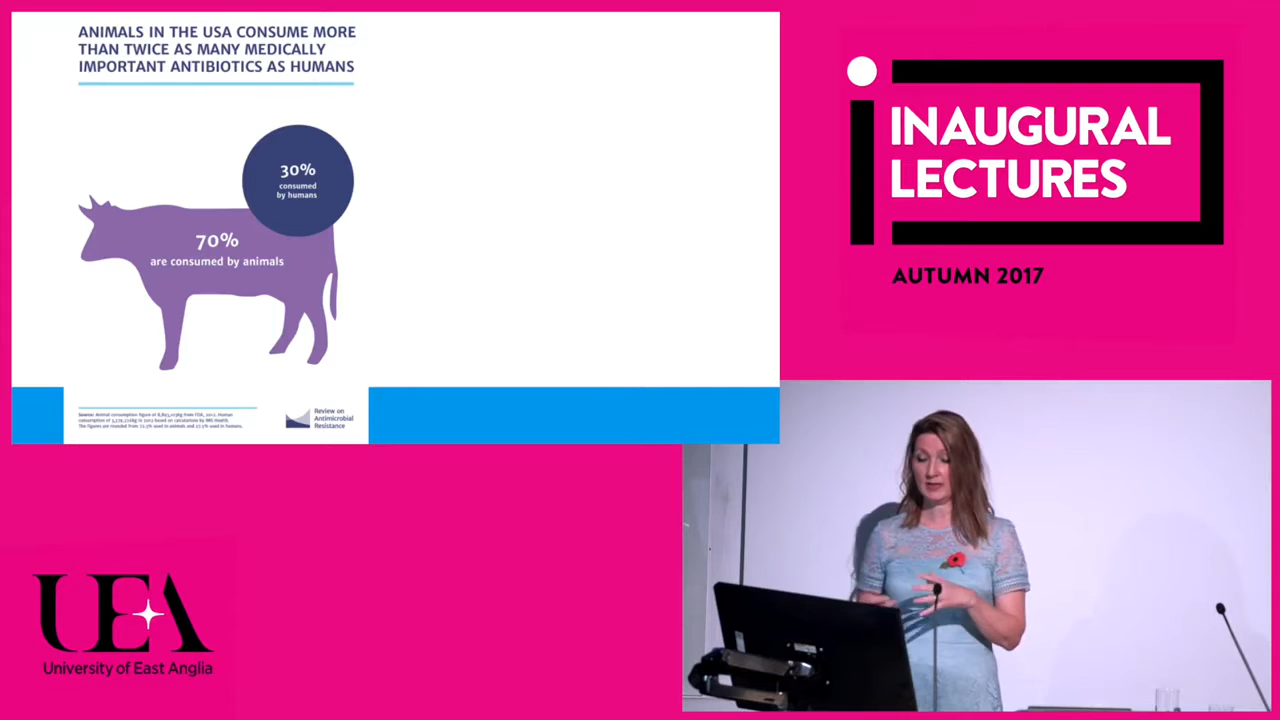 ANIMALS IN THE USA CONSUME MORE
THAN TWICE AS MANY MEDICALLY
IMPORTANT ANTIBIOTICS AS HUMANS
30%
consumed
by humans
70%
are consumed by animals
Review on
Antimicrobial
Resistance
INAUGURAL
LECTURES
AUTUMN 2017
UEA
University of East Anglia